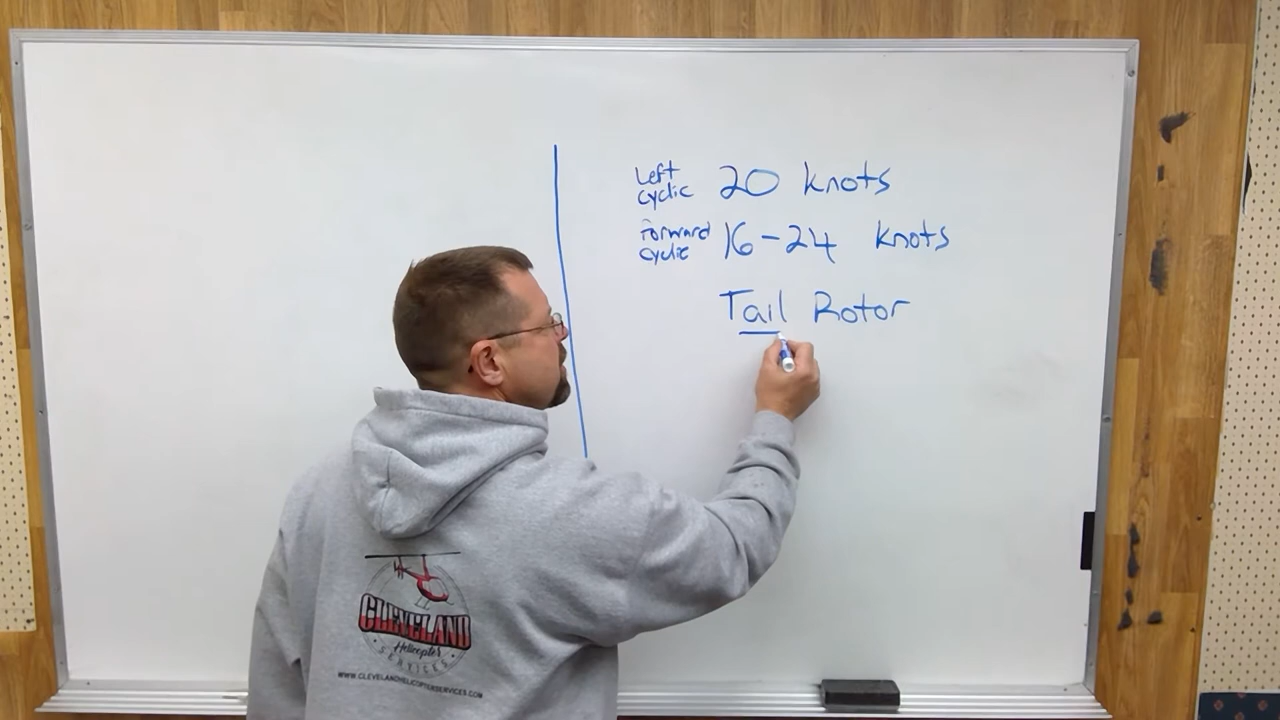 Left
cyclic
20 knots
Forward
cyclic
16-24 knots
Tail Rotor
CLEVELAND
Helicopter
SERVICES
WWW.CLEVELANDHELICOPTERSERVICES.COM